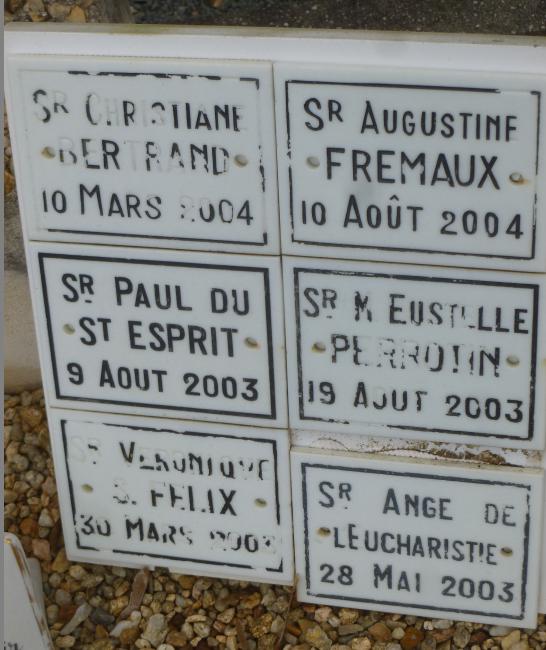 SR CHRISTIANE
BERTRAND
10 MARS 2004
SR AUGUSTINE
FREMAUX
10 AOÛT 2004
SR PAUL DU
ST ESPRIT
9 AOUT 2003
SR M EUSTELLE
PERROTIN
19 AOUT 2003
SR VERONIQUE
S. FELIX
30 MARS 2003
SR ANGE DE
L'EUCHARISTIE
28 MAI 2003